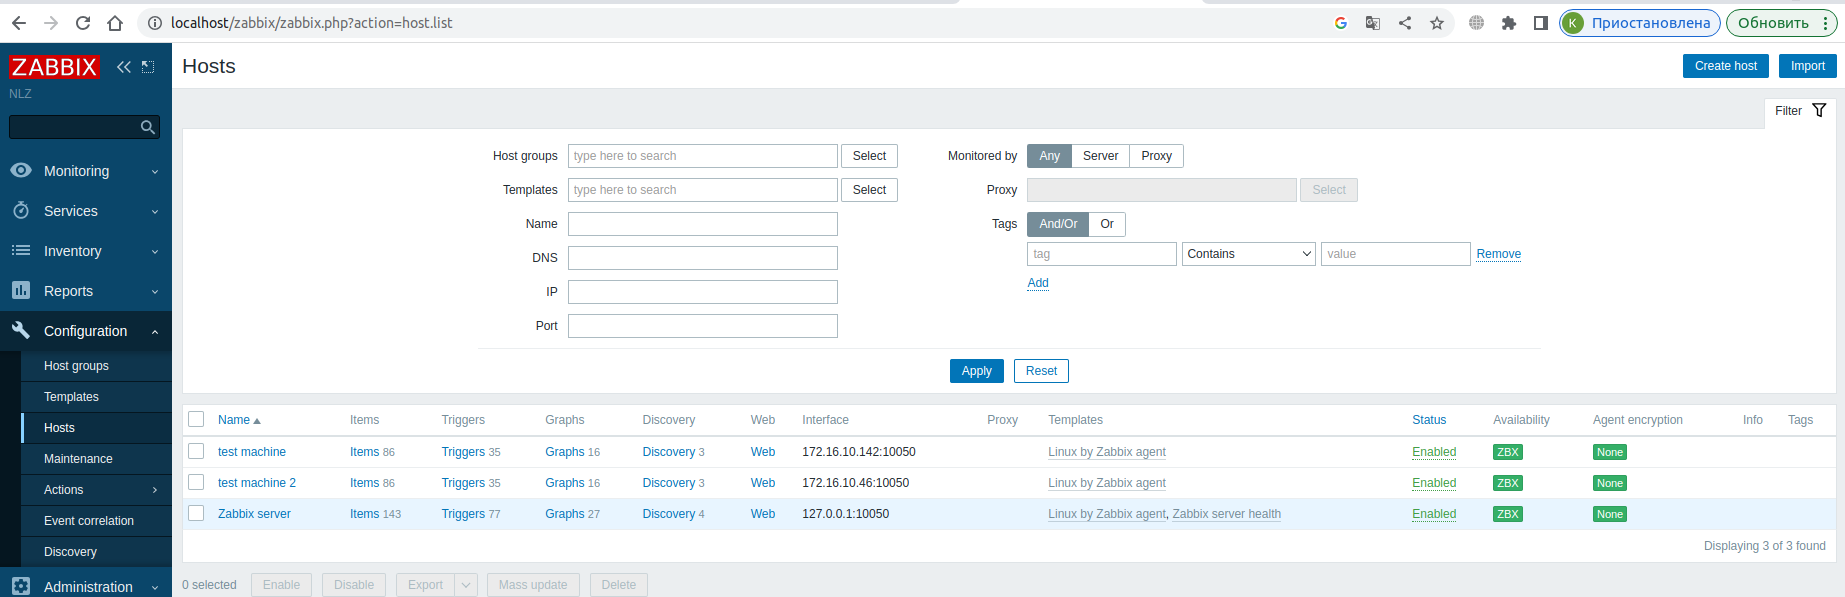 localhost/zabbix/zabbix.php?action=host.list
K Приостановлена
Обновить
ZABBIX
NLZ
Monitoring
Services
Inventory
Reports
Configuration
Host groups
Templates
Hosts
Maintenance
Actions
Event correlation
Discovery
Administration
Hosts
Create host Import
Filter
Host groups type here to search Select
Templates type here to search Select
Name
DNS
IP
Port
Monitored by Any Server Proxy
Proxy Select
Tags And/Or Or
tag Contains value Remove
Add
Apply Reset
Name Items Triggers Graphs Discovery Web Interface Proxy Templates Status Availability Agent encryption Info Tags
test machine Items 86 Triggers 35 Graphs 16 Discovery 3 Web 172.16.10.142:10050 Linux by Zabbix agent Enabled ZBX None
test machine 2 Items 86 Triggers 35 Graphs 16 Discovery 3 Web 172.16.10.46:10050 Linux by Zabbix agent Enabled ZBX None
Zabbix server Items 143 Triggers 77 Graphs 27 Discovery 4 Web 127.0.0.1:10050 Linux by Zabbix agent, Zabbix server health Enabled ZBX None
Displaying 3 of 3 found
0 selected Enable Disable Export Mass update Delete